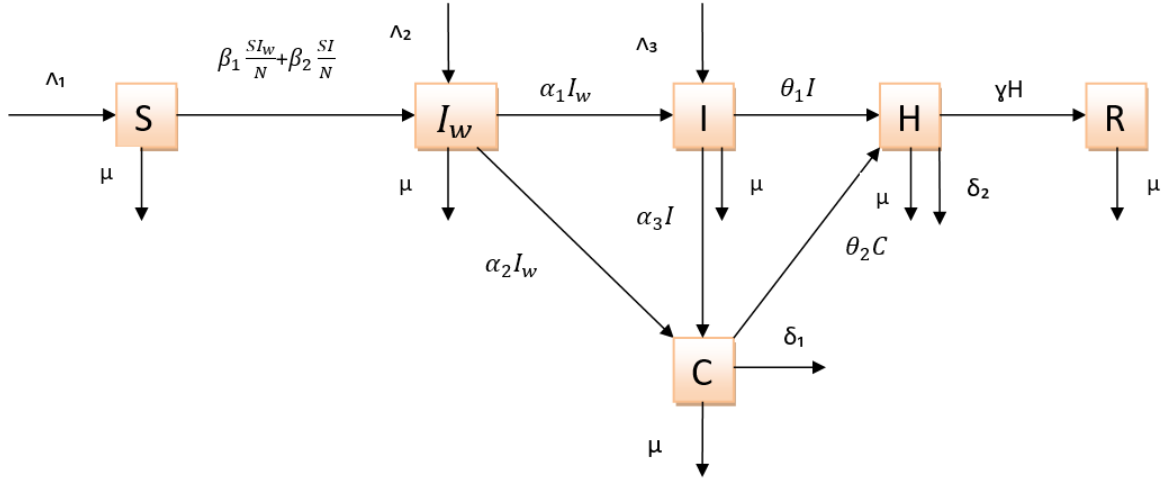 Λ₁
β₁ SI_w/N + β₂ SI/N
Λ₂
α₁I_w
Λ₃
θ₁I
ɣH
S
I_w
I
H
R
μ
μ
α₂I_w
α₃I
μ
θ₂C
μ
δ₂
μ
C
δ₁
μ